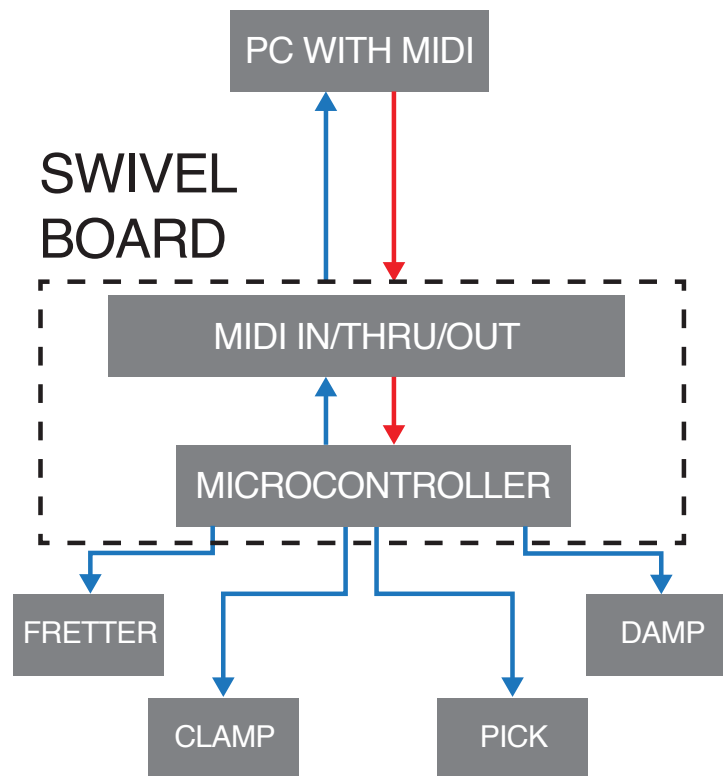 PC WITH MIDI
SWIVEL
BOARD
MIDI IN/THRU/OUT
MICROCONTROLLER
FRETTER
DAMP
CLAMP
PICK